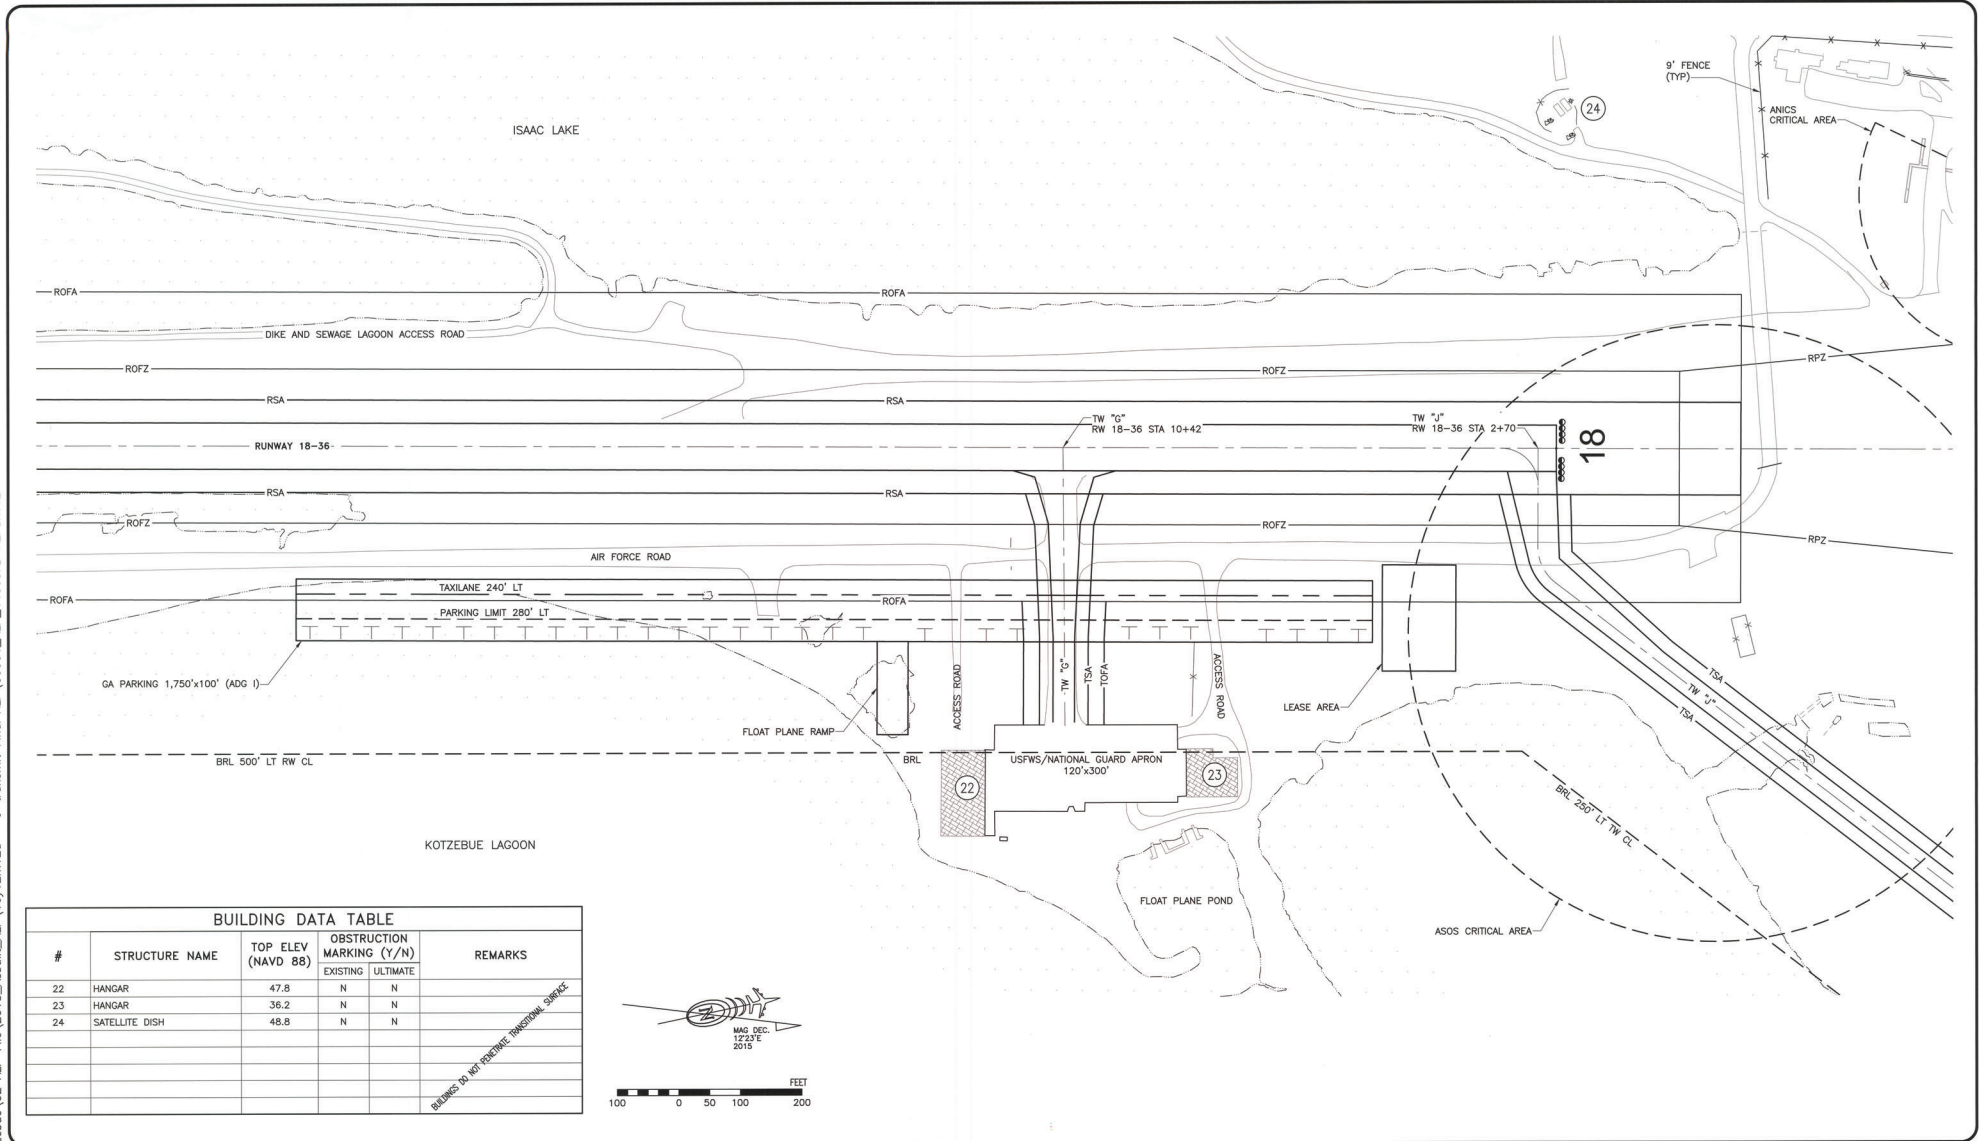 9' FENCE
(TYP)
24
ANICS
CRITICAL AREA
ISAAC LAKE
ROFA
ROFA
DIKE AND SEWAGE LAGOON ACCESS ROAD
ROFZ
ROFZ
RPZ
RSA
RSA
TW "G"
RW 18-36 STA 10+42
TW "J"
RW 18-36 STA 2+70
18
RUNWAY 18-36
RSA
RSA
ROFZ
ROFZ
RPZ
AIR FORCE ROAD
TAXILANE 240' LT
ROFA
ROFA
PARKING LIMIT 280' LT
GA PARKING 1,750'x100' (ADG I)
FLOAT PLANE RAMP
ACCESS ROAD
TW "G"
TSA
TOFA
ACCESS ROAD
LEASE AREA
TSA
TW "J"
TSA
BRL 500' LT RW CL
BRL
USFWS/NATIONAL GUARD APRON
120'x300'
22
23
BRL 250' LT TW CL
KOTZEBUE LAGOON
FLOAT PLANE POND
ASOS CRITICAL AREA
BUILDING DATA TABLE
# STRUCTURE NAME TOP ELEV (NAVD 88) OBSTRUCTION MARKING (Y/N) REMARKS
EXISTING ULTIMATE
22 HANGAR 47.8 N N
23 HANGAR 36.2 N N
24 SATELLITE DISH 48.8 N N
BUILDINGS DO NOT PENETRATE TRANSITIONAL SURFACE
Z
MAG DEC.
12°23'E
2015
FEET
100 0 50 100 200